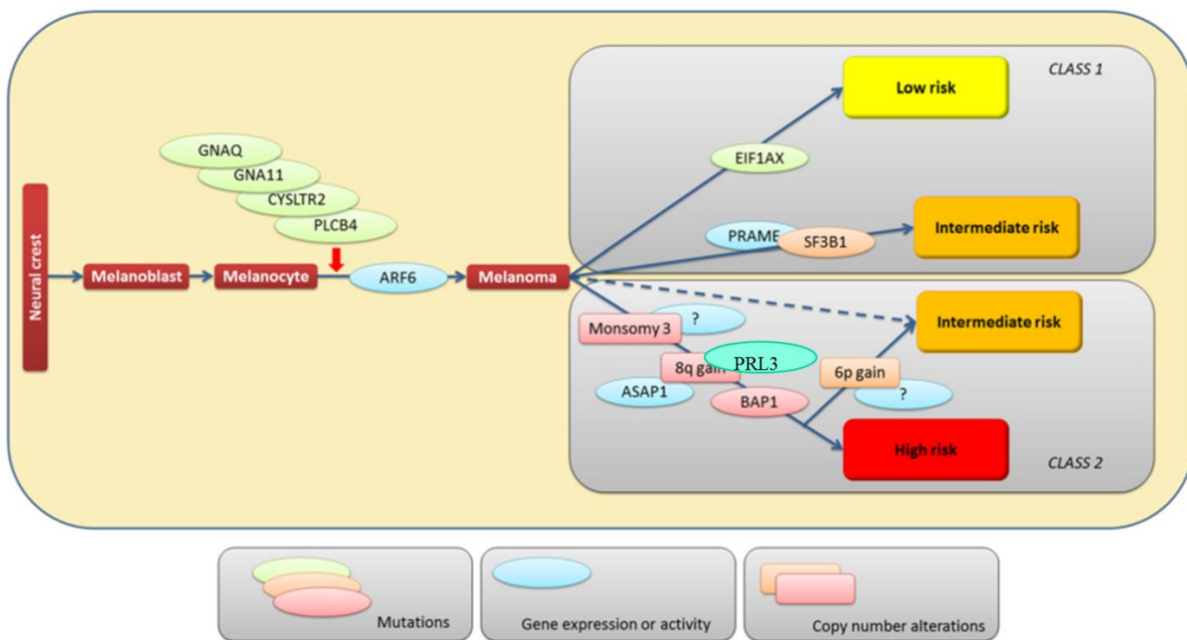 CLASS 1
Low risk
EIF1AX
GNAQ
GNA11
CYSLTR2
PLCB4
PRAME
SF3B1
Intermediate risk
Neural crest
Melanoblast
Melanocyte
ARF6
Melanoma
Intermediate risk
Monsomy 3
?
8q gain
PRL3
6p gain
ASAP1
BAP1
?
High risk
CLASS 2
Mutations
Gene expression or activity
Copy number alterations